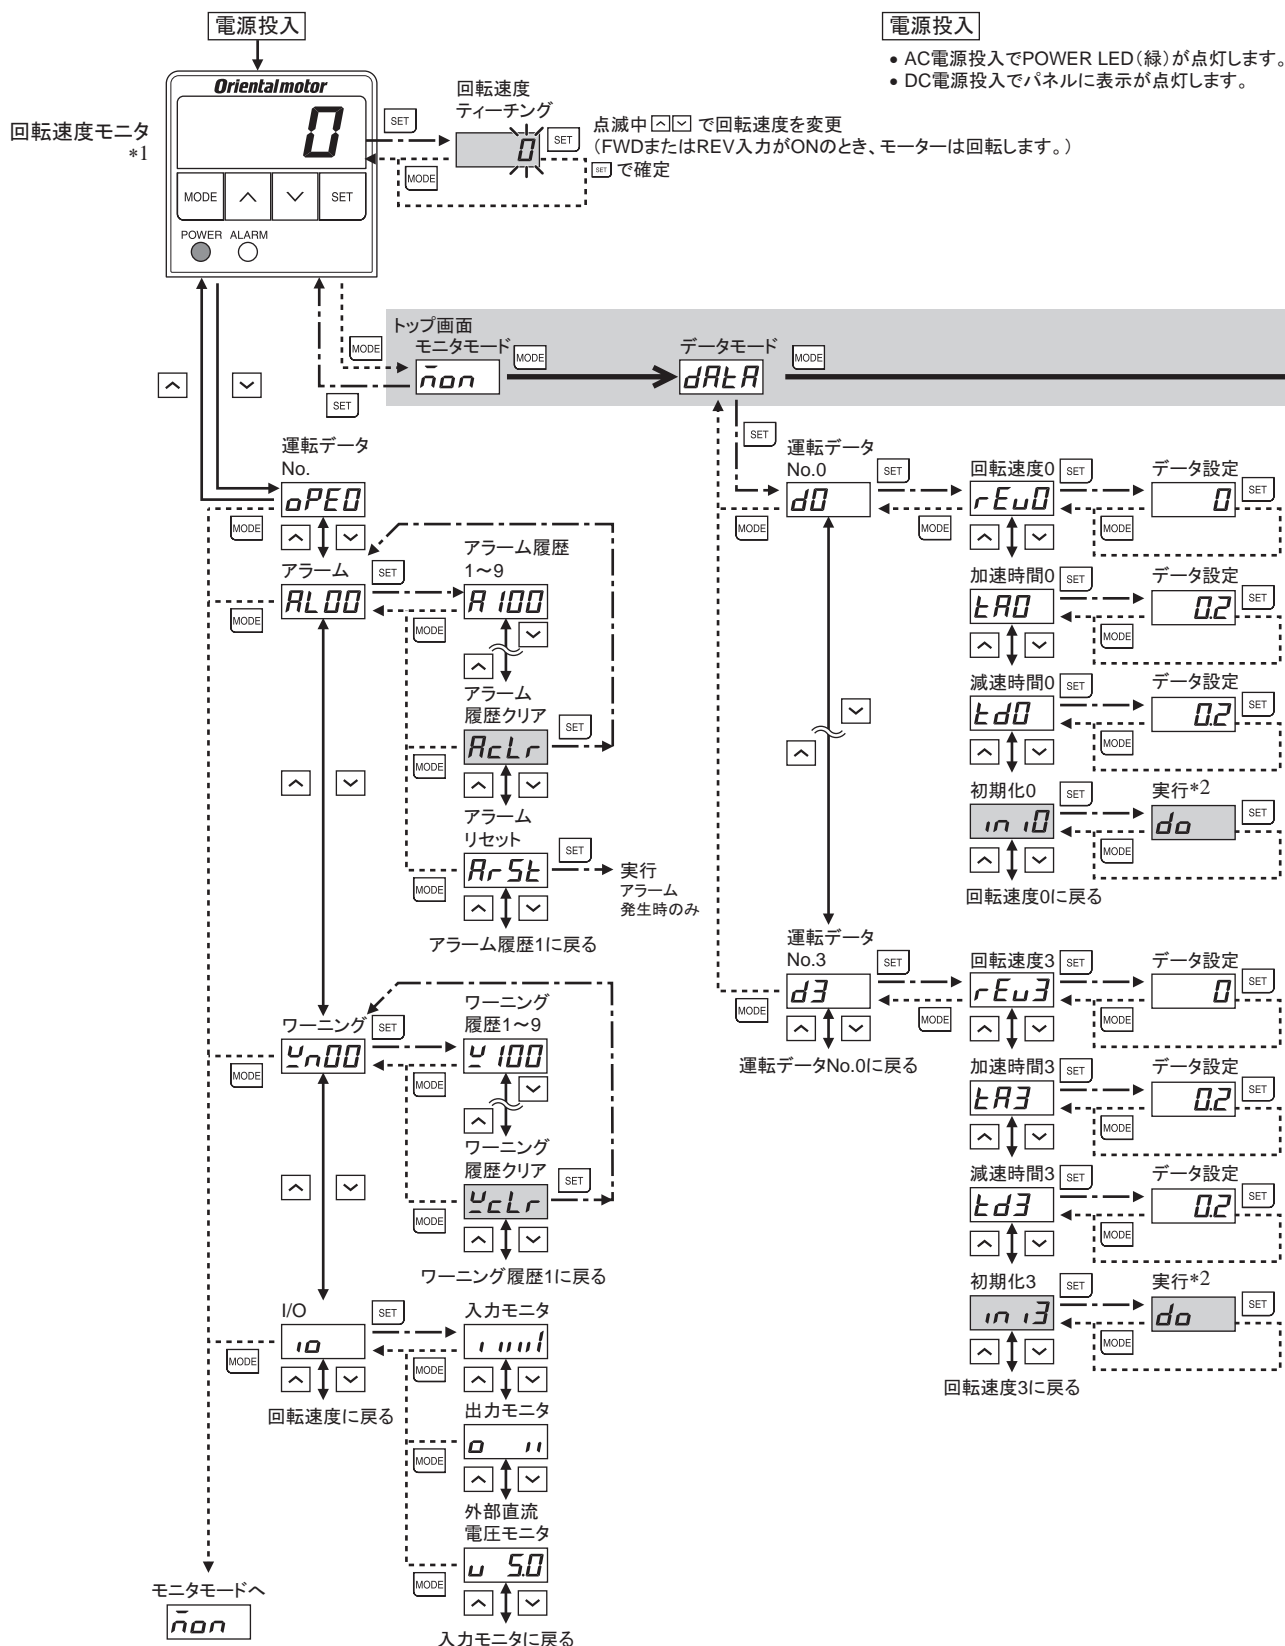 電源投入
電源投入
• AC電源投入でPOWER LED（緑）が点灯します。
• DC電源投入でパネルに表示が点灯します。
Orientalmotor
0
回転速度モニタ
*1
MODE
SET
POWER ALARM
SET
回転速度
ティーチング
0
SET
MODE
点滅中 で回転速度を変更
（FWDまたはREV入力がONのとき、モーターは回転します。）
SET で確定
トップ画面
MODE
SET
モニタモード
mon
MODE
データモード
dAtA
MODE
運転データ
No.
oPE0
MODE
アラーム
AL00
SET
MODE
アラーム履歴
1～9
A 100
MODE
アラーム
履歴クリア
AcLr
SET
MODE
アラーム
リセット
ArSt
SET
MODE
実行
アラーム
発生時のみ
アラーム履歴1に戻る
ワーニング
Wn00
SET
MODE
ワーニング
履歴1～9
W 100
MODE
ワーニング
履歴クリア
WcLr
SET
MODE
ワーニング履歴1に戻る
I/O
io
SET
MODE
回転速度に戻る
入力モニタ
MODE
出力モニタ
MODE
外部直流
電圧モニタ
u 5.0
MODE
入力モニタに戻る
モニタモードへ
mon
SET
運転データ
No.0
d0
SET
MODE
回転速度0
rEv0
SET
MODE
データ設定
0
SET
MODE
加速時間0
tA0
SET
データ設定
0.2
SET
MODE
減速時間0
td0
SET
データ設定
0.2
SET
MODE
初期化0
ini0
SET
実行*2
do
SET
MODE
回転速度0に戻る
運転データ
No.3
d3
SET
MODE
運転データNo.0に戻る
回転速度3
rEv3
SET
MODE
データ設定
0
SET
MODE
加速時間3
tA3
SET
データ設定
0.2
SET
MODE
減速時間3
td3
SET
データ設定
0.2
SET
MODE
初期化3
ini3
SET
実行*2
do
SET
MODE
回転速度3に戻る